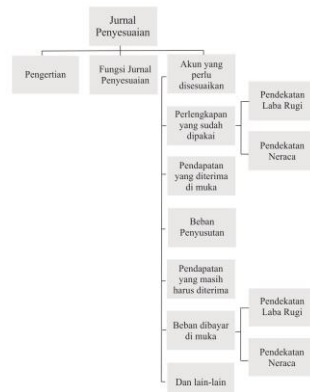 Jurnal
Penyesuaian
Pengertian
Fungsi Jurnal
Penyesuaian
Akun yang
perlu
disesuaikan
Perlengkapan
yang sudah
dipakai
Pendekatan
Laba Rugi
Pendekatan
Neraca
Pendapatan
yang diterima
di muka
Beban
Penyusutan
Pendapatan
yang masih
harus diterima
Beban dibayar
di muka
Pendekatan
Laba Rugi
Pendekatan
Neraca
Dan lain-lain